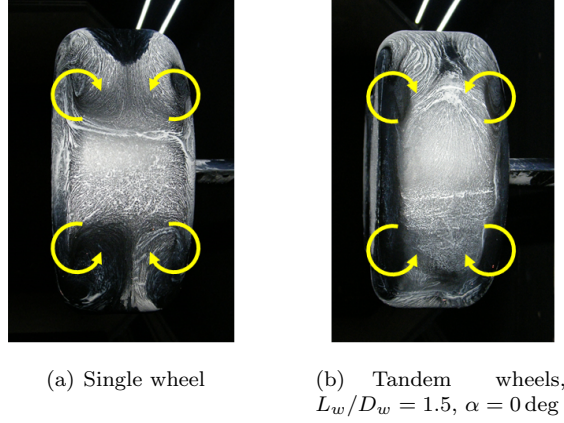 (a) Single wheel
(b) Tandem wheels,
L_w/D_w = 1.5, α = 0 deg